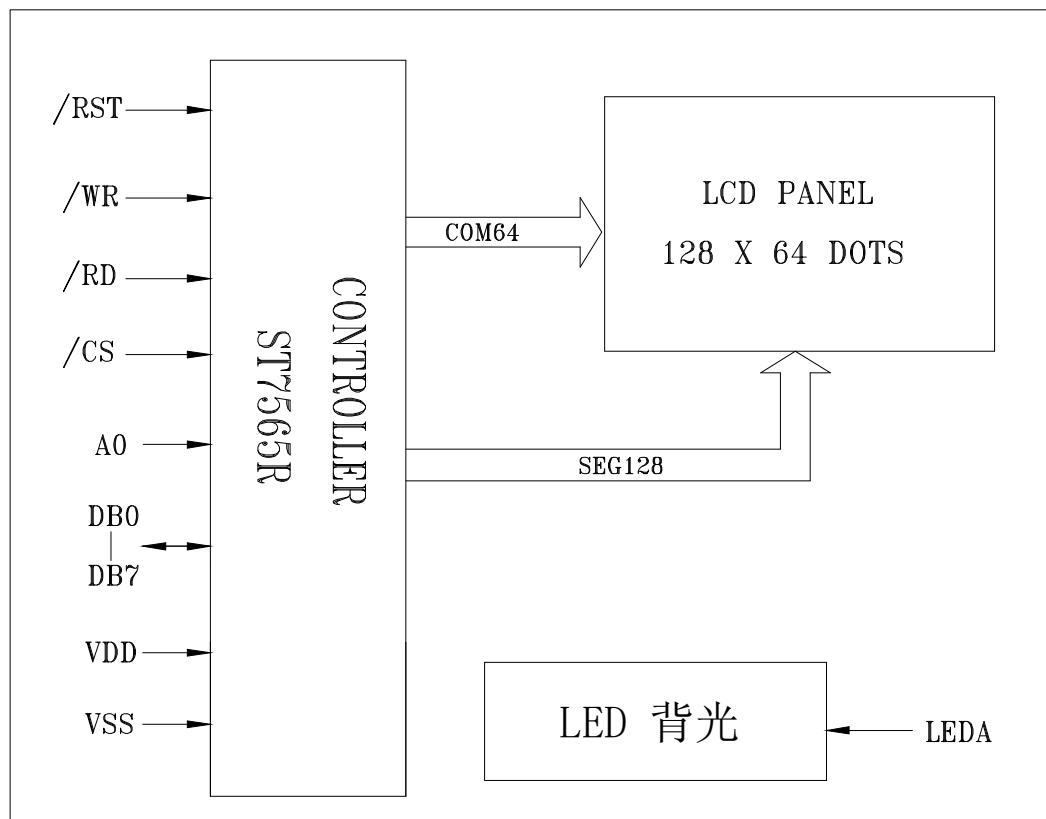 /RST
/WR
/RD
/CS
A0
DB0
DB7
VDD
VSS
CONTROLLER
ST7565R
COM64
SEG128
LCD PANEL
128 X 64 DOTS
LED 背光
LEDA